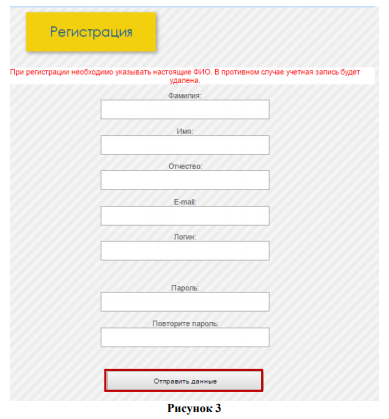 Регистрация
При регистрации необходимо указывать настоящие ФИО. В противном случае учетная запись будет
удалена.
Фамилия:
Имя:
Отчество:
E-mail:
Логин:
Пароль:
Повторите пароль:
Отправить данные
Рисунок 3